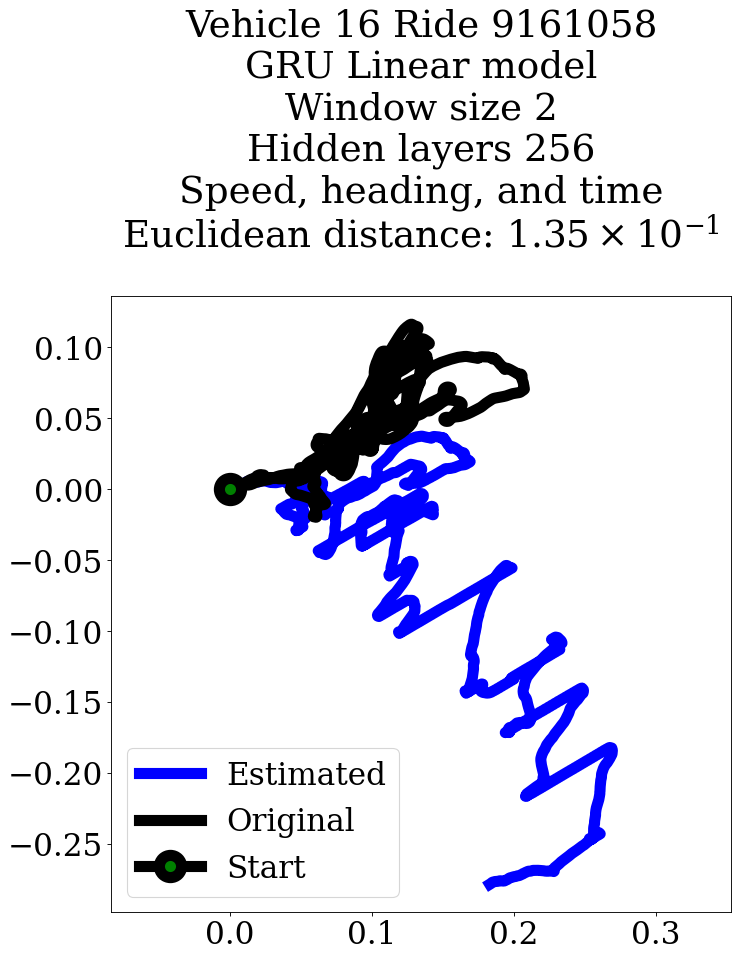 Vehicle 16 Ride 9161058
GRU Linear model
Window size 2
Hidden layers 256
Speed, heading, and time
Euclidean distance: 1.35 × 10⁻¹
0.10
0.05
0.00
−0.05
−0.10
−0.15
−0.20
−0.25
Estimated
Original
Start
0.0 0.1 0.2 0.3